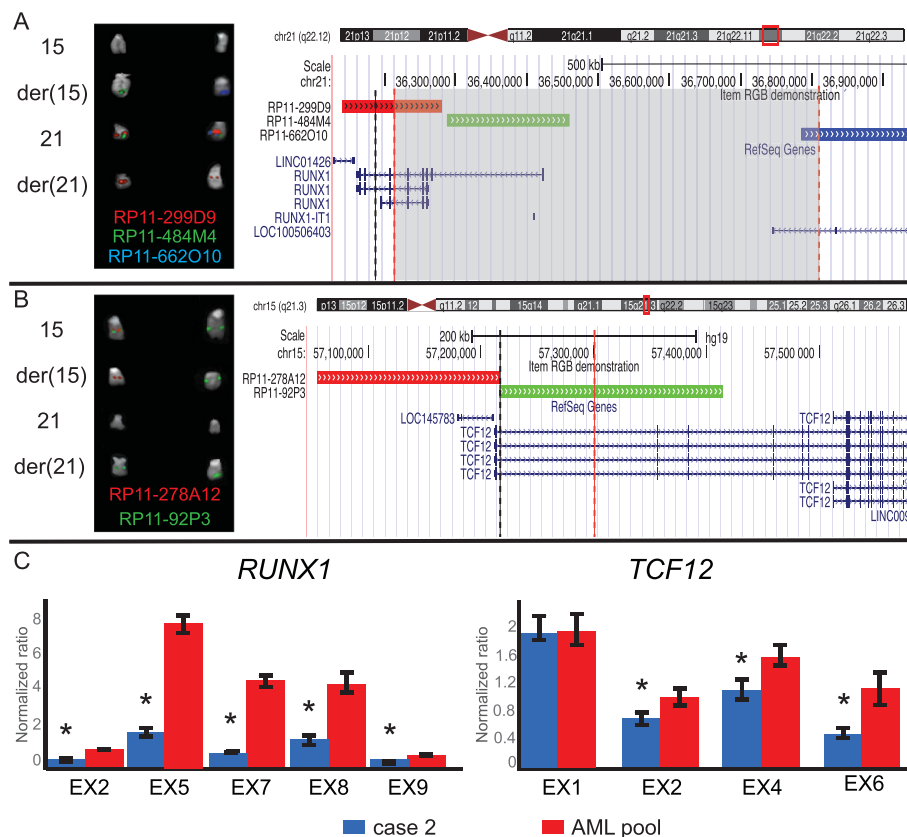 A
15
der(15)
21
der(21)
RP11-299D9
RP11-484M4
RP11-662O10
chr21 (q22.12)
21p13
21p12
21p11.2
q11.2
21q21.1
q21.2
21q21.3
21q22.11
21q22.2
21q22.3
Scale
500 kb
chr21:
36,300,000
36,400,000
36,500,000
36,600,000
36,700,000
36,800,000
36,900,000
Item RGB demonstration
RP11-299D9
RP11-484M4
RP11-662O10
RefSeq Genes
LINC01426
RUNX1
RUNX1
RUNX1
RUNX1-IT1
LOC100506403
B
15
der(15)
21
der(21)
RP11-278A12
RP11-92P3
chr15 (q21.3)
p13
15p12
15p11.2
q11.2
12
15q14
q21.1
q22.2
15q23
25.1
25.2
25.3
q26.1
26.2
26.3
Scale
200 kb
hg19
chr15:
57,100,000
57,200,000
57,300,000
57,400,000
57,500,000
Item RGB demonstration
RP11-278A12
RP11-92P3
RefSeq Genes
LOC145783
TCF12
TCF12
TCF12
TCF12
TCF12
TCF12
TCF12
LINC009
C
RUNX1
Normalized ratio
8
6
4
2
0
*
*
*
*
*
EX2
EX5
EX7
EX8
EX9
TCF12
Normalized ratio
2
1.6
1.2
0.8
0.4
0
*
*
*
EX1
EX2
EX4
EX6
case 2
AML pool